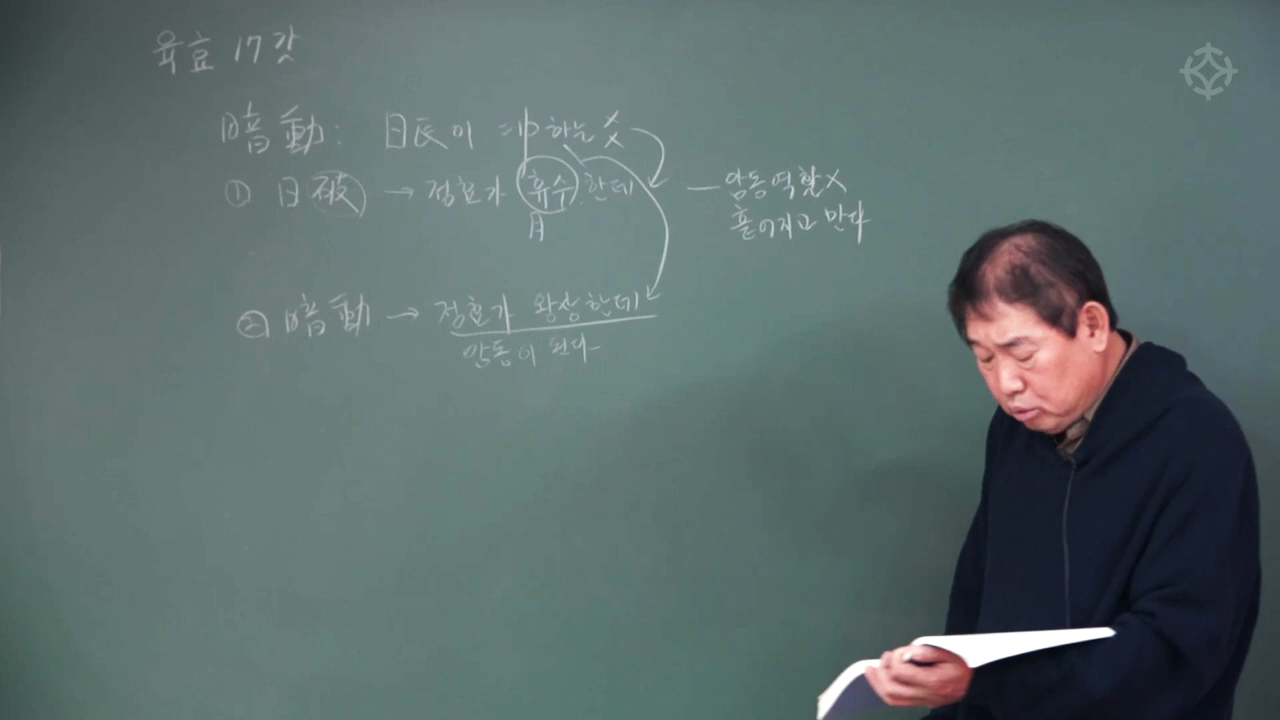 육효 17강
暗動: 日辰이 冲하는 爻
① 日破 → 정효가 휴수한데 — 암동역할X
月 흩어지고 만다
② 暗動 → 정효가 왕상한데
암동이 된다